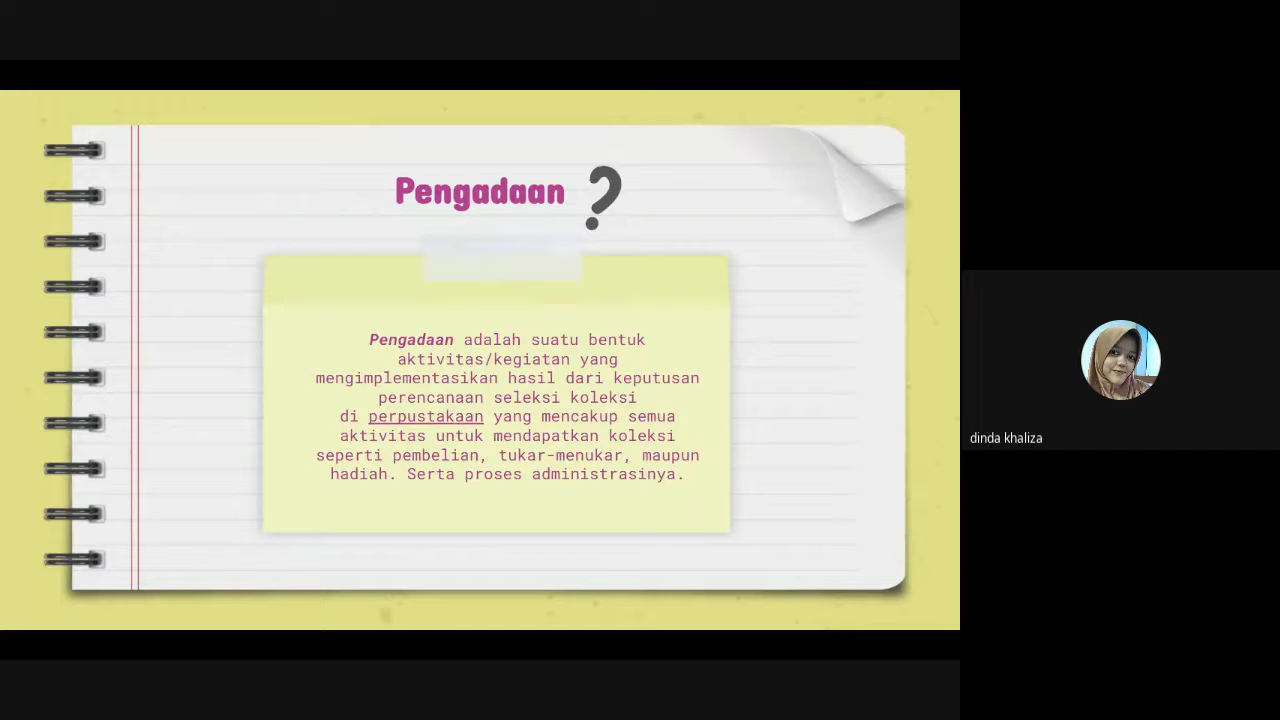 Pengadaan ?
Pengadaan adalah suatu bentuk
aktivitas/kegiatan yang
mengimplementasikan hasil dari keputusan
perencanaan seleksi koleksi
di perpustakaan yang mencakup semua
aktivitas untuk mendapatkan koleksi
seperti pembelian, tukar-menukar, maupun
hadiah. Serta proses administrasinya.
dinda khaliza